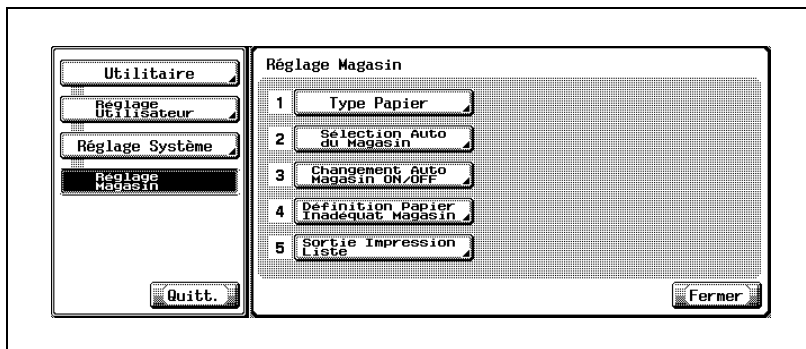 Utilitaire
Réglage
Utilisateur
Réglage Système
Réglage
Magasin
Quitt.
Réglage Magasin
1 Type Papier
2 Sélection Auto
du Magasin
3 Changement Auto
Magasin ON/OFF
4 Définition Papier
Inadéquat Magasin
5 Sortie Impression
Liste
Fermer